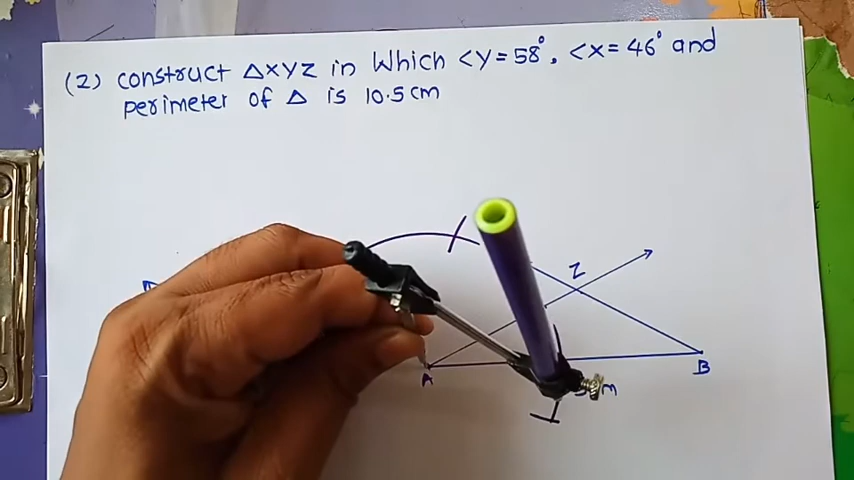 (2) construct △XYZ in Which <Y = 58°, <X = 46° and
perimeter of △ is 10.5 cm
Z
A
B